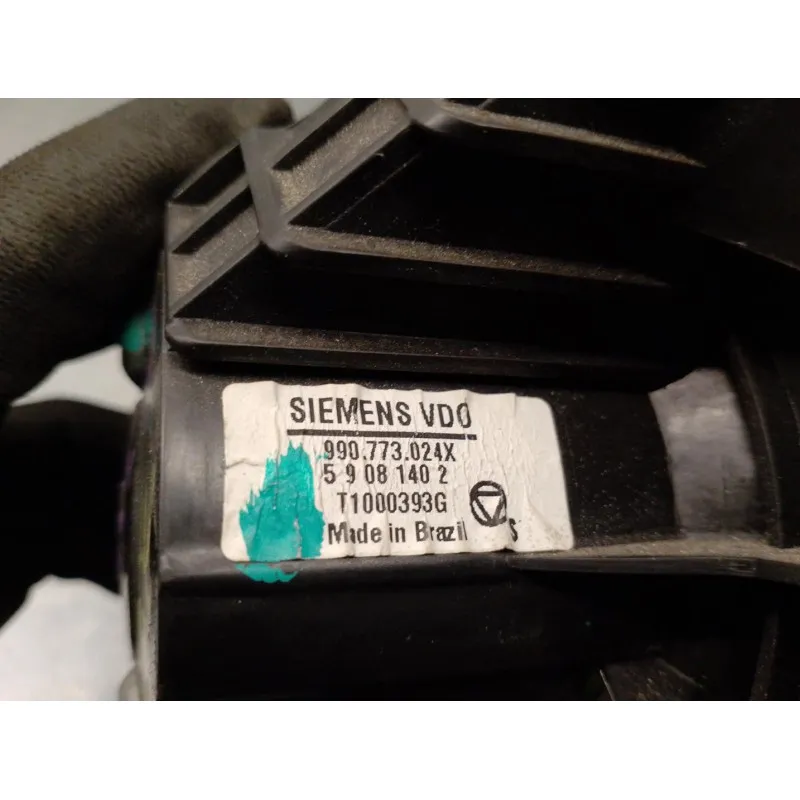 SIEMENS VDO
990.773.024X
5 9 08 140 2
T1000393G
Made in Brazil S